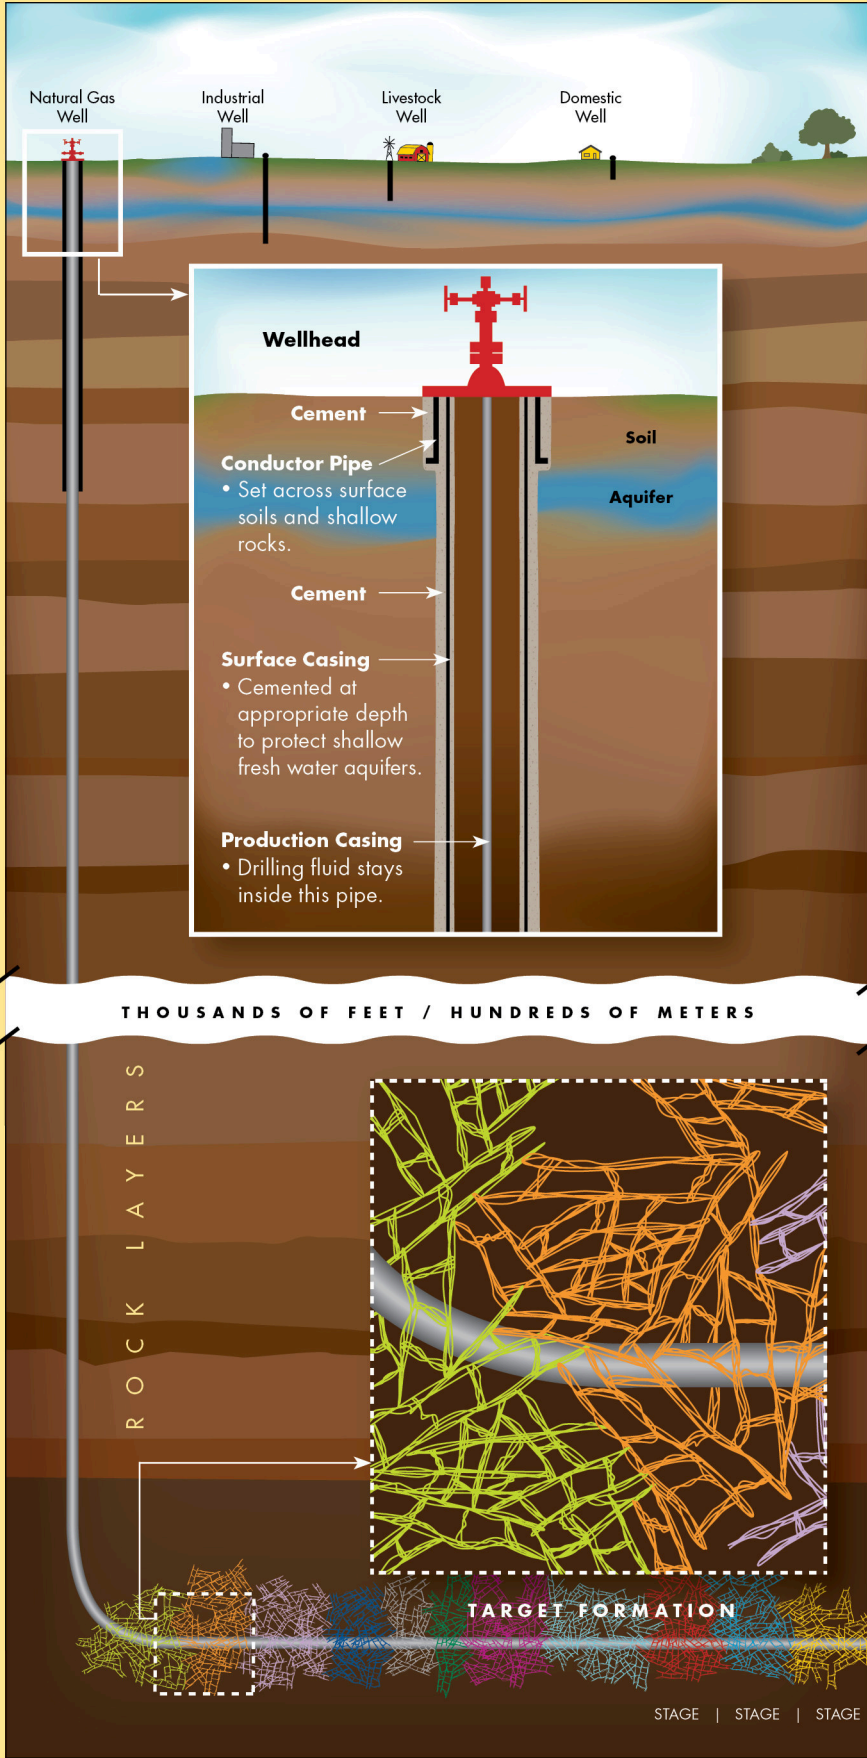 Natural Gas
Well
Industrial
Well
Livestock
Well
Domestic
Well
Wellhead
Cement
Soil
Conductor Pipe
• Set across surface
soils and shallow
rocks.
Aquifer
Cement
Surface Casing
• Cemented at
appropriate depth
to protect shallow
fresh water aquifers.
Production Casing
• Drilling fluid stays
inside this pipe.
THOUSANDS OF FEET / HUNDREDS OF METERS
ROCK LAYERS
TARGET FORMATION
STAGE | STAGE | STAGE